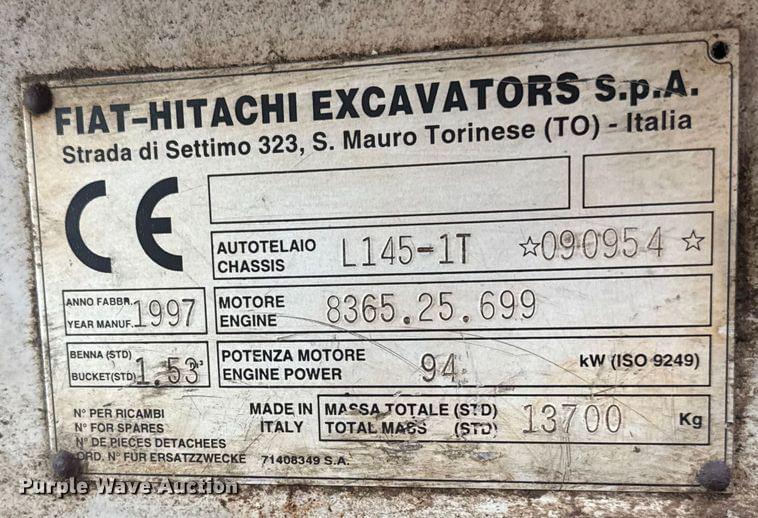 FIAT-HITACHI EXCAVATORS S.p.A.
Strada di Settimo 323, S. Mauro Torinese (TO) - Italia
CE
AUTOTELAIO
CHASSIS
L145-1T ☆090954☆
ANNO FABBR.
YEAR MANUF.
1997
MOTORE
ENGINE
8365.25.699
BENNA (STD)
BUCKET(STD)
1.53³
POTENZA MOTORE
ENGINE POWER
94
kW (ISO 9249)
N° PER RICAMBI
N° FOR SPARES
N° DE PIECES DETACHEES
ORD. N° FUR ERSATZZWECKE
71408349 S.A.
MADE IN
ITALY
MASSA TOTALE (STD)
TOTAL MASS (STD)
13700
Kg
Purple Wave Auction